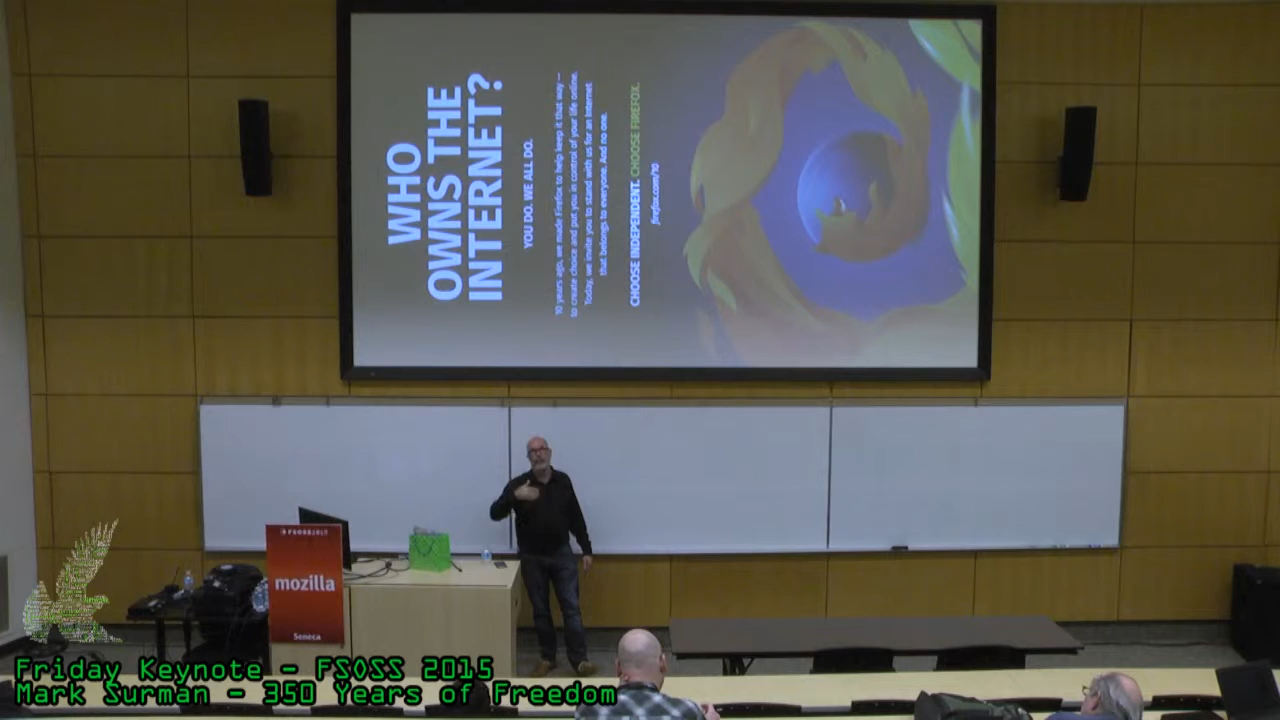 WHO
OWNS THE
INTERNET?
YOU DO. WE ALL DO.
10 years ago, we made Firefox to help keep it that way —
to create choice and put you in control of your life online.
Today, we invite you to stand with us for an Internet
that belongs to everyone. And no one.
CHOOSE INDEPENDENT. CHOOSE FIREFOX.
firefox.com/10
mozilla
Seneca
Friday Keynote - FSOSS 2015
Mark Surman - 350 Years of Freedom